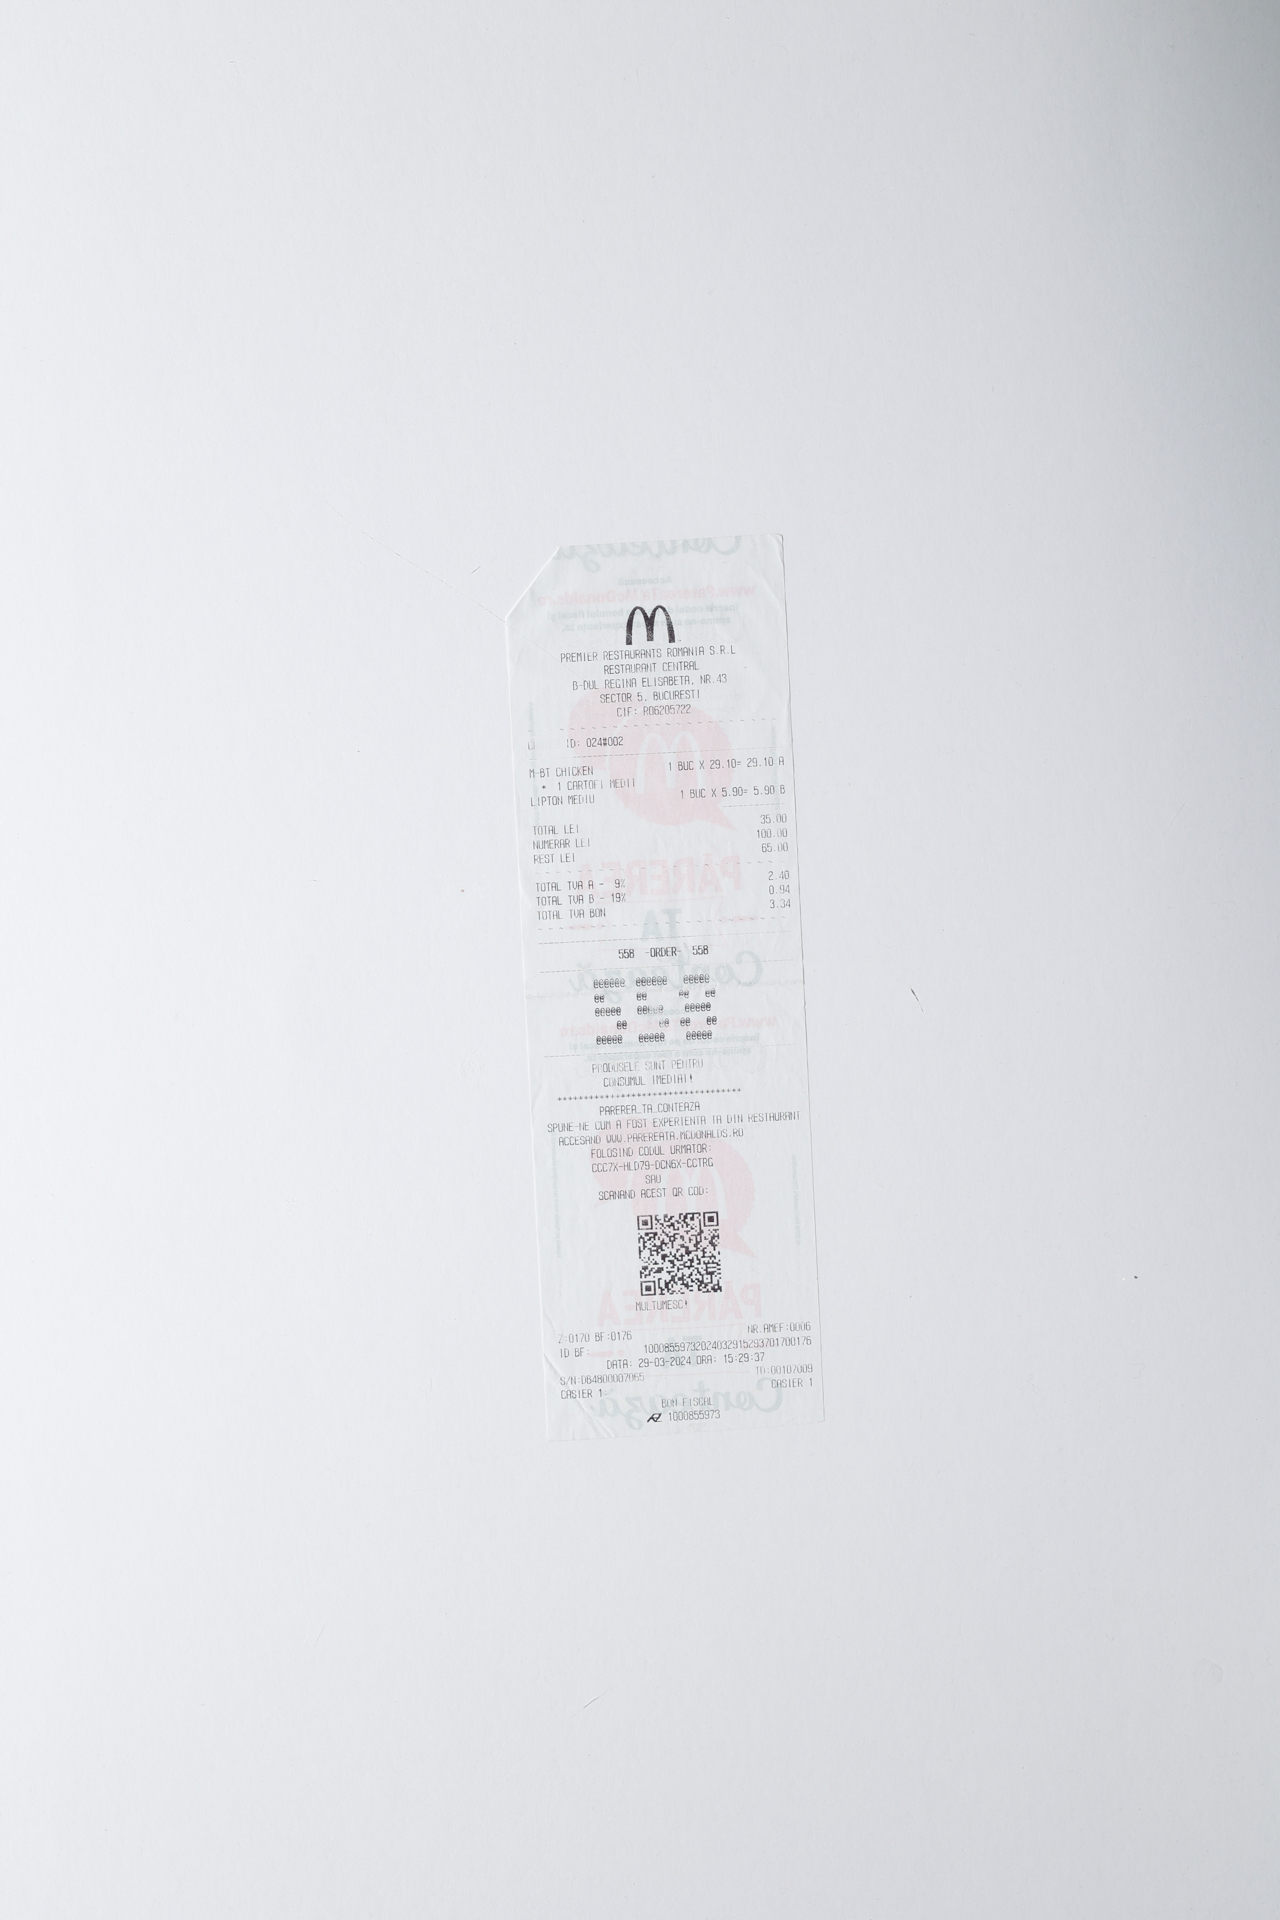 PREMIER RESTAURANTS ROMANIA S.R.L
RESTAURANT CENTRAL
B-DUL REGINA ELISABETA, NR.43
SECTOR 5, BUCURESTI
CIF: RO6205722
ID: 024#002
M-BT CHICKEN 1 BUC X 29.10= 29.10 A
+ 1 CARTOFI MEDII
LIPTON MEDIU 1 BUC X 5.90= 5.90 B
TOTAL LEI 35.00
NUMERAR LEI 100.00
REST LEI 65.00
TOTAL TVA A - 9% 2.40
TOTAL TVA B - 19% 0.94
TOTAL TVA BON 3.34
558 -ORDER- 558
PRODUSELE SUNT PENTRU
CONSUMUL IMEDIAT!
++++++++++++++++++++++++++++++++++
PAREREA_TA_CONTEAZA
SPUNE-NE CUM A FOST EXPERIENTA TA DIN RESTAURANT
ACCESAND WWW.PAREREATA.MCDONALDS.RO
FOLOSIND CODUL URMATOR:
CCC7X-HLD79-DCN6X-CCTRG
SAU
SCANAND ACEST QR COD:
MULTUMESC!
Z:0170 BF:0176 NR.AMEF:0006
ID BF: 1000855973202403291529370170​0176
DATA: 29-03-2024 ORA: 15:29:37
S/N:DB4800007065 ID:00107009
CASIER 1: CASIER 1
BON FISCAL
1000855973